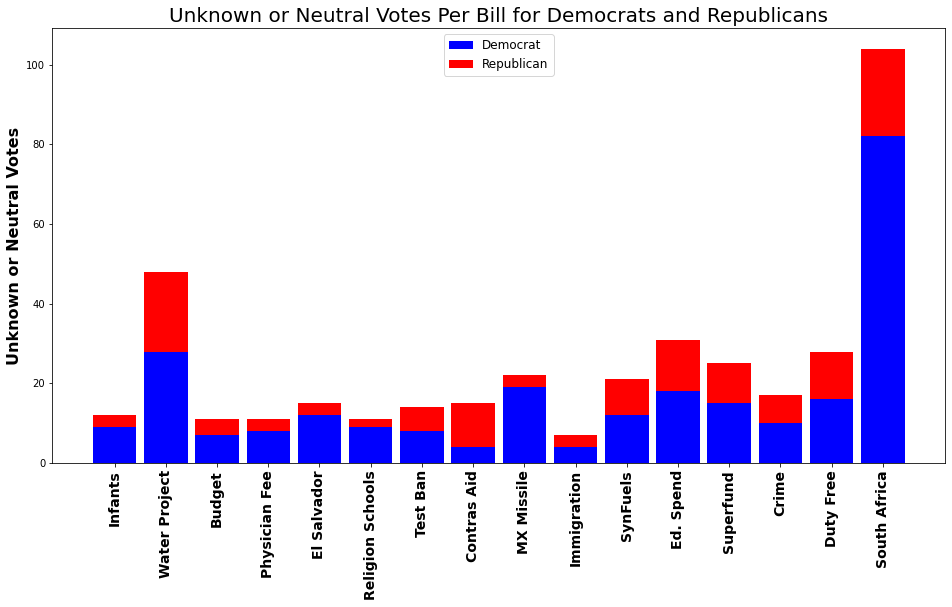 Unknown or Neutral Votes Per Bill for Democrats and Republicans
Democrat
Republican
Unknown or Neutral Votes
100
80
60
40
20
0
Infants
Water Project
Budget
Physician Fee
El Salvador
Religion Schools
Test Ban
Contras Aid
MX Missile
Immigration
SynFuels
Ed. Spend
Superfund
Crime
Duty Free
South Africa